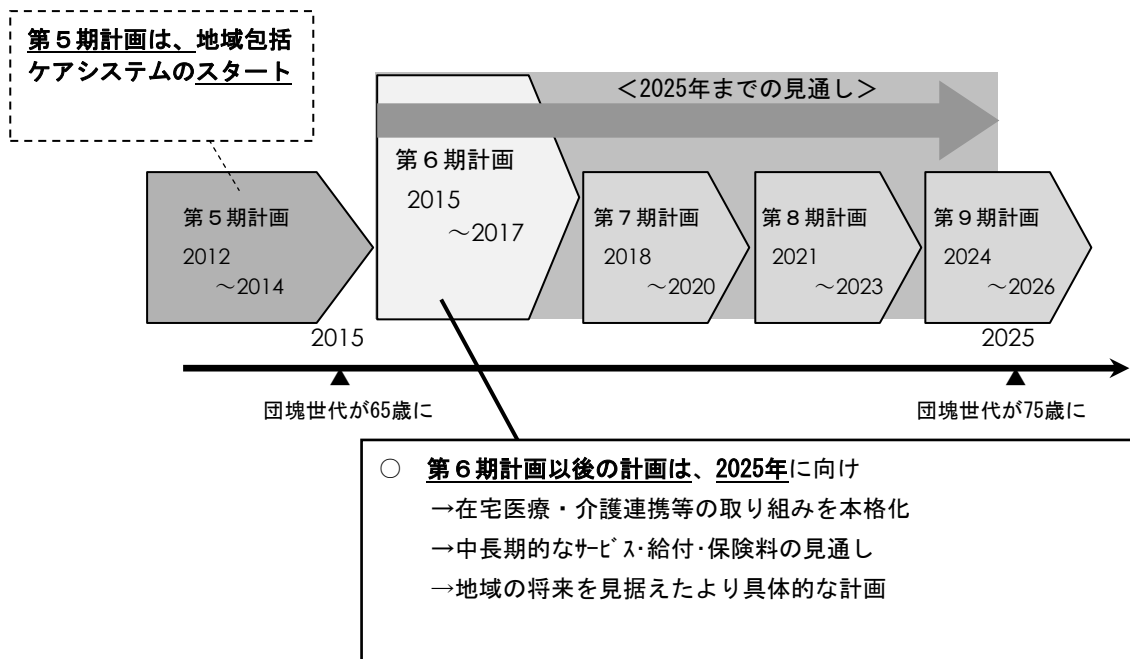 第５期計画は、地域包括
ケアシステムのスタート
＜2025年までの見通し＞
第５期計画
2012
～2014
第６期計画
2015
～2017
第７期計画
2018
～2020
第８期計画
2021
～2023
第９期計画
2024
～2026
2015
2025
団塊世代が65歳に
団塊世代が75歳に
○ 第６期計画以後の計画は、2025年に向け
→在宅医療・介護連携等の取り組みを本格化
→中長期的なｻｰﾋﾞｽ･給付･保険料の見通し
→地域の将来を見据えたより具体的な計画